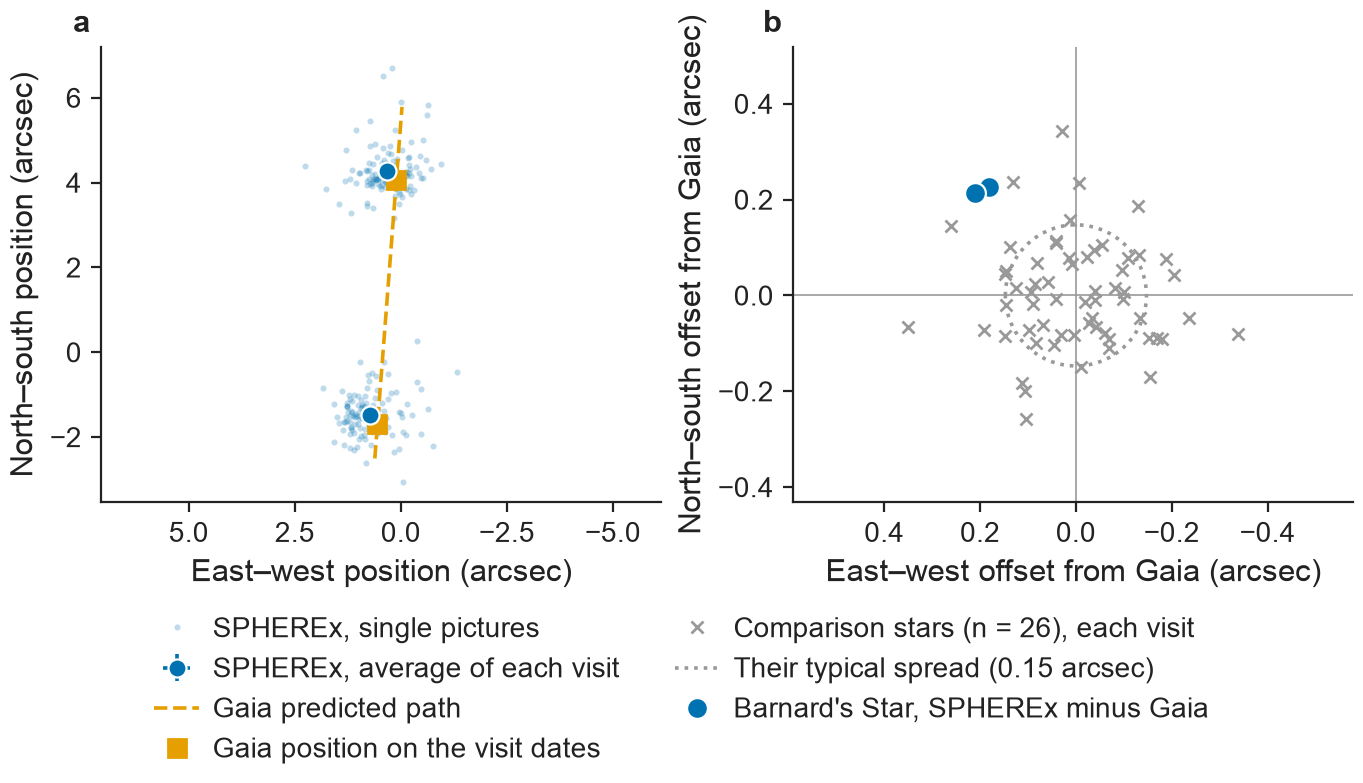 a
North–south position (arcsec)
6
4
2
0
−2
5.0 2.5 0.0 −2.5 −5.0
East–west position (arcsec)
b
North–south offset from Gaia (arcsec)
0.4
0.2
0.0
−0.2
−0.4
0.4 0.2 0.0 −0.2 −0.4
East–west offset from Gaia (arcsec)
SPHEREx, single pictures
SPHEREx, average of each visit
Gaia predicted path
Gaia position on the visit dates
Comparison stars (n = 26), each visit
Their typical spread (0.15 arcsec)
Barnard's Star, SPHEREx minus Gaia